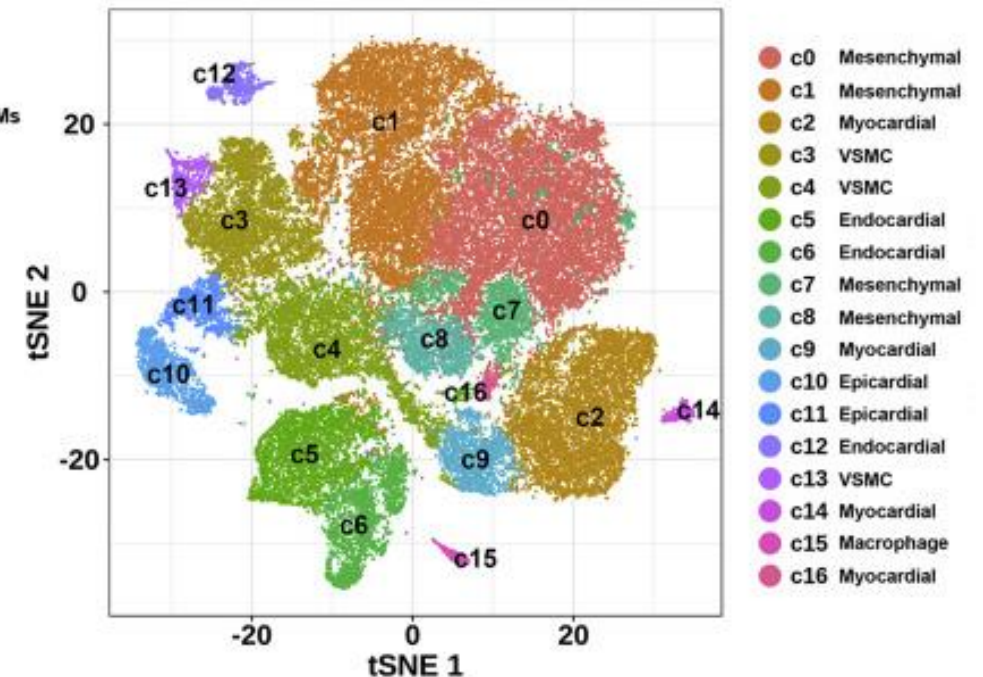 Ms
tSNE 2
20
0
-20
c12
c1
c13
c3
c0
c11
c7
c8
c4
c10
c16
c14
c2
c5
c9
c6
c15
-20 0 20
tSNE 1
c0 Mesenchymal
c1 Mesenchymal
c2 Myocardial
c3 VSMC
c4 VSMC
c5 Endocardial
c6 Endocardial
c7 Mesenchymal
c8 Mesenchymal
c9 Myocardial
c10 Epicardial
c11 Epicardial
c12 Endocardial
c13 VSMC
c14 Myocardial
c15 Macrophage
c16 Myocardial